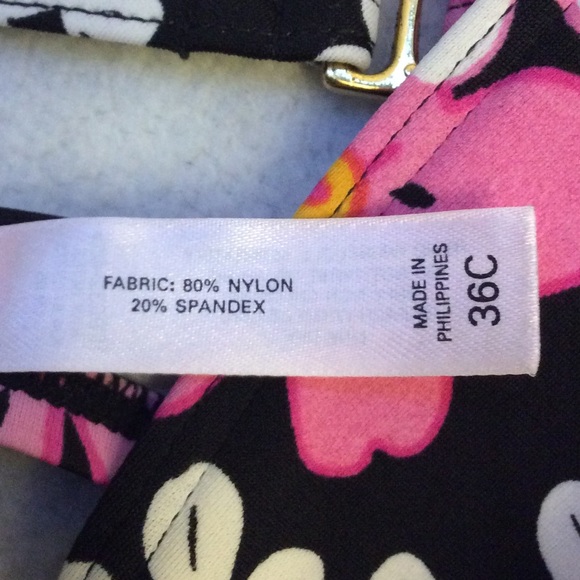 FABRIC: 80% NYLON
20% SPANDEX
MADE IN
PHILIPPINES
36C